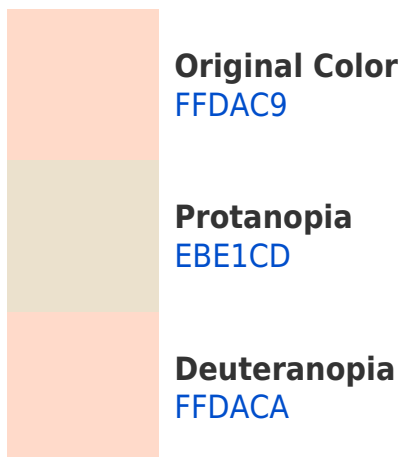 Original Color
FFDAC9
Protanopia
EBE1CD
Deuteranopia
FFDACA